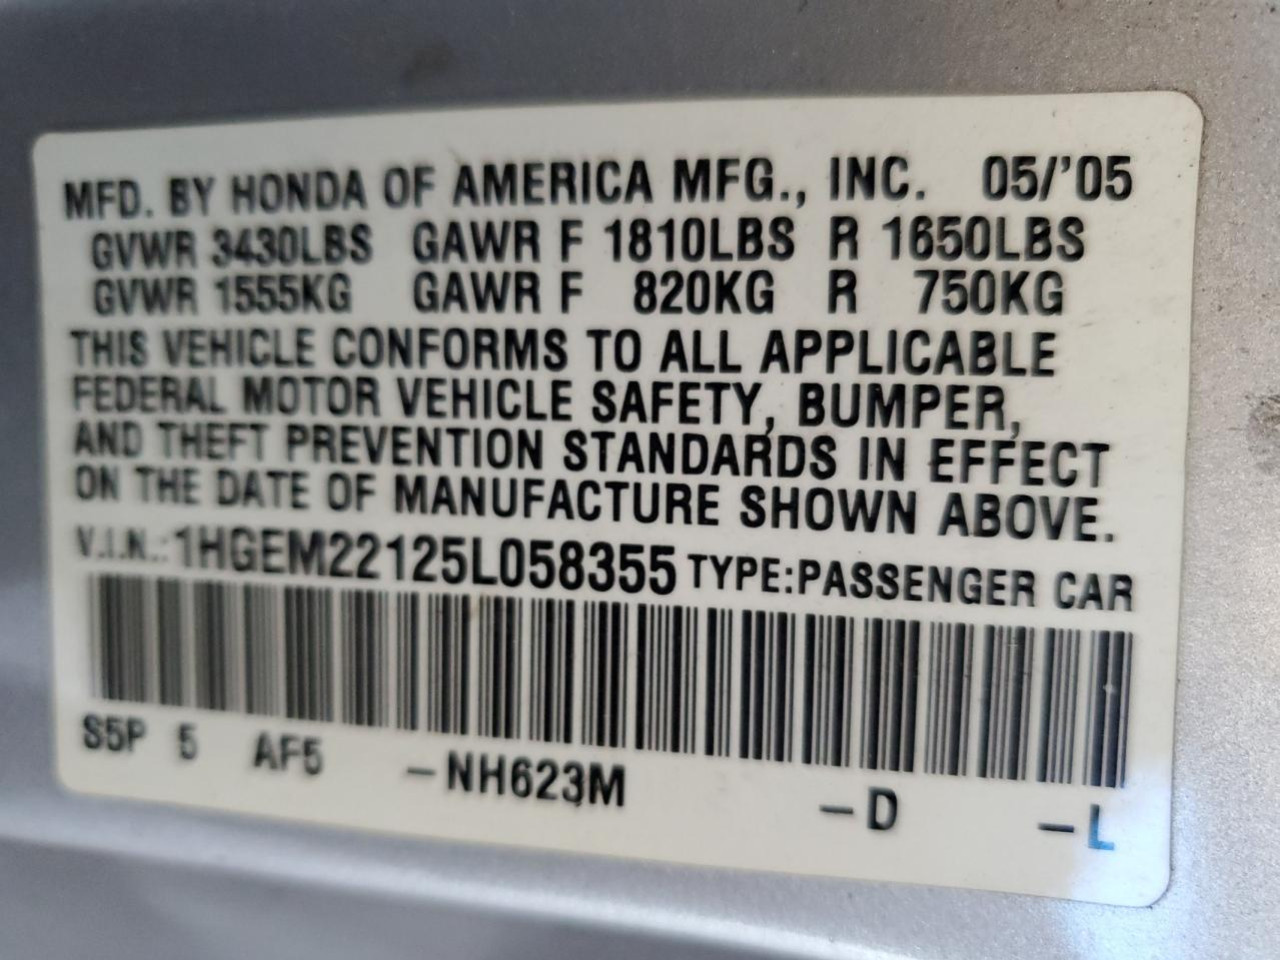 MFD. BY HONDA OF AMERICA MFG., INC. 05/'05
GVWR 3430LBS GAWR F 1810LBS R 1650LBS
GVWR 1555KG GAWR F 820KG R 750KG
THIS VEHICLE CONFORMS TO ALL APPLICABLE
FEDERAL MOTOR VEHICLE SAFETY, BUMPER,
AND THEFT PREVENTION STANDARDS IN EFFECT
ON THE DATE OF MANUFACTURE SHOWN ABOVE.
V.I.N.: 1HGEM22125L058355 TYPE:PASSENGER CAR
S5P 5 AF5 -NH623M -D -L